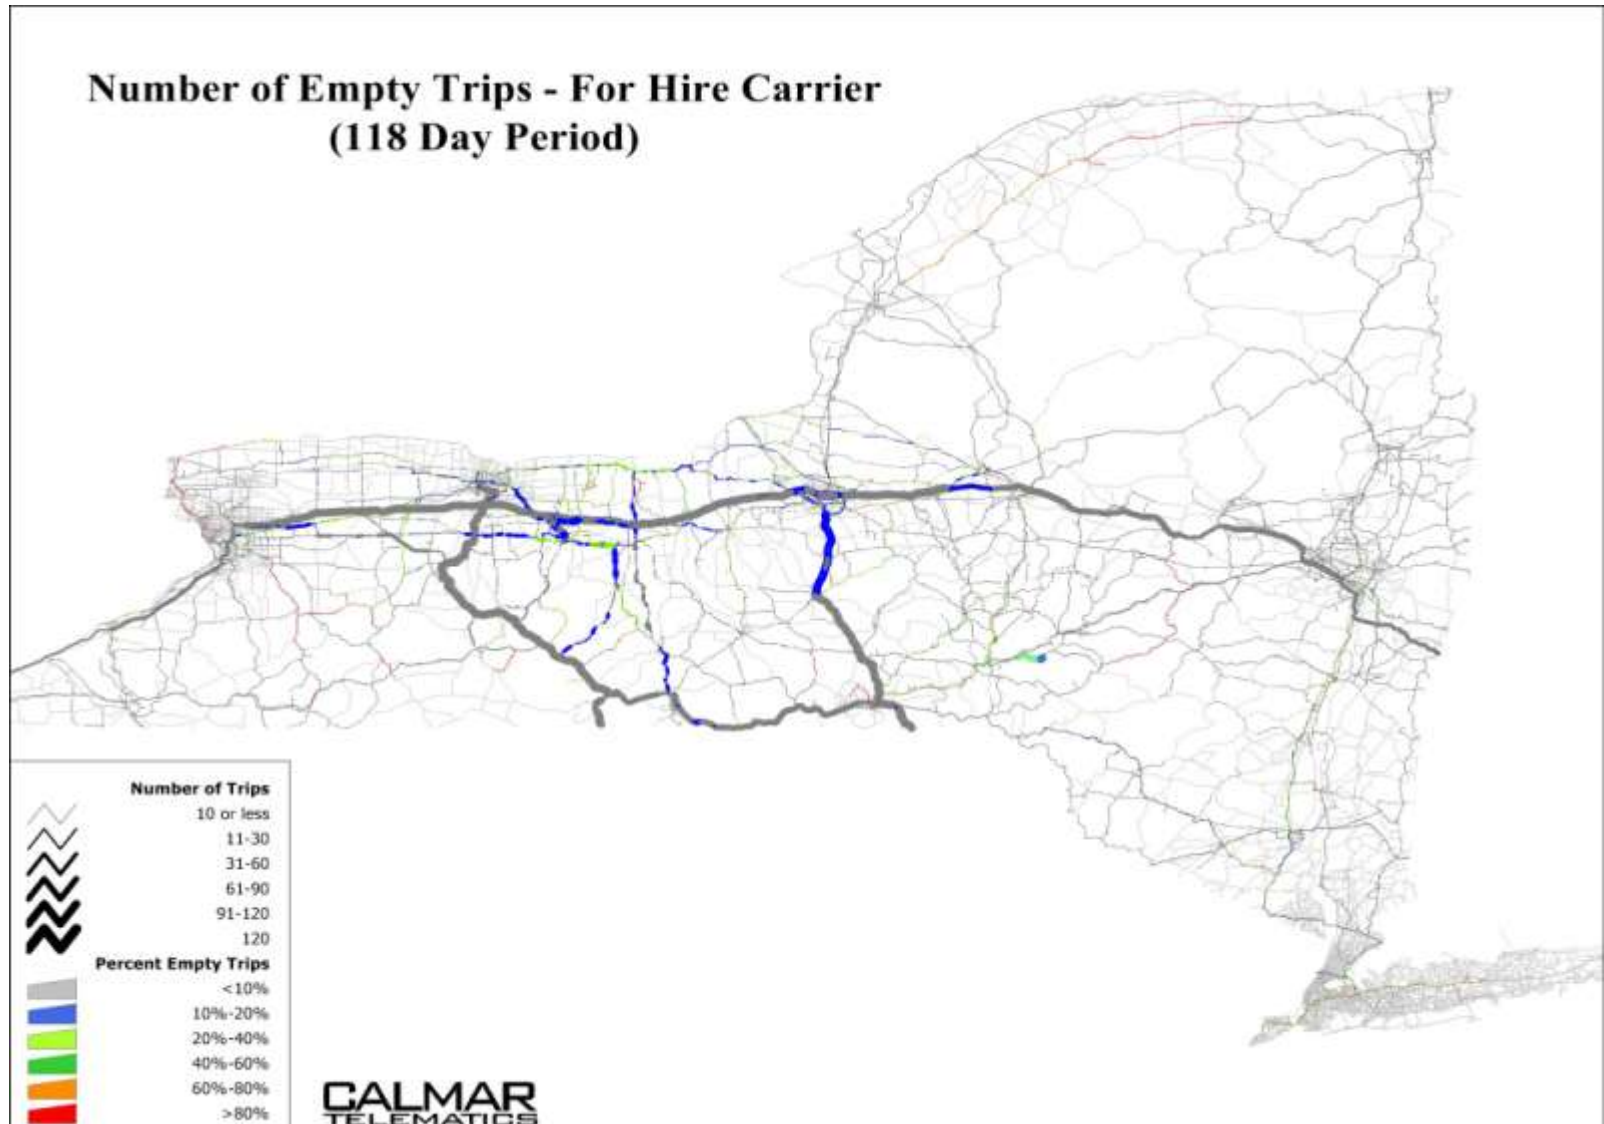 Number of Empty Trips - For Hire Carrier
(118 Day Period)
Number of Trips
10 or less
11-30
31-60
61-90
91-120
120
Percent Empty Trips
<10%
10%-20%
20%-40%
40%-60%
60%-80%
>80%
CALMAR
TELEMATICS